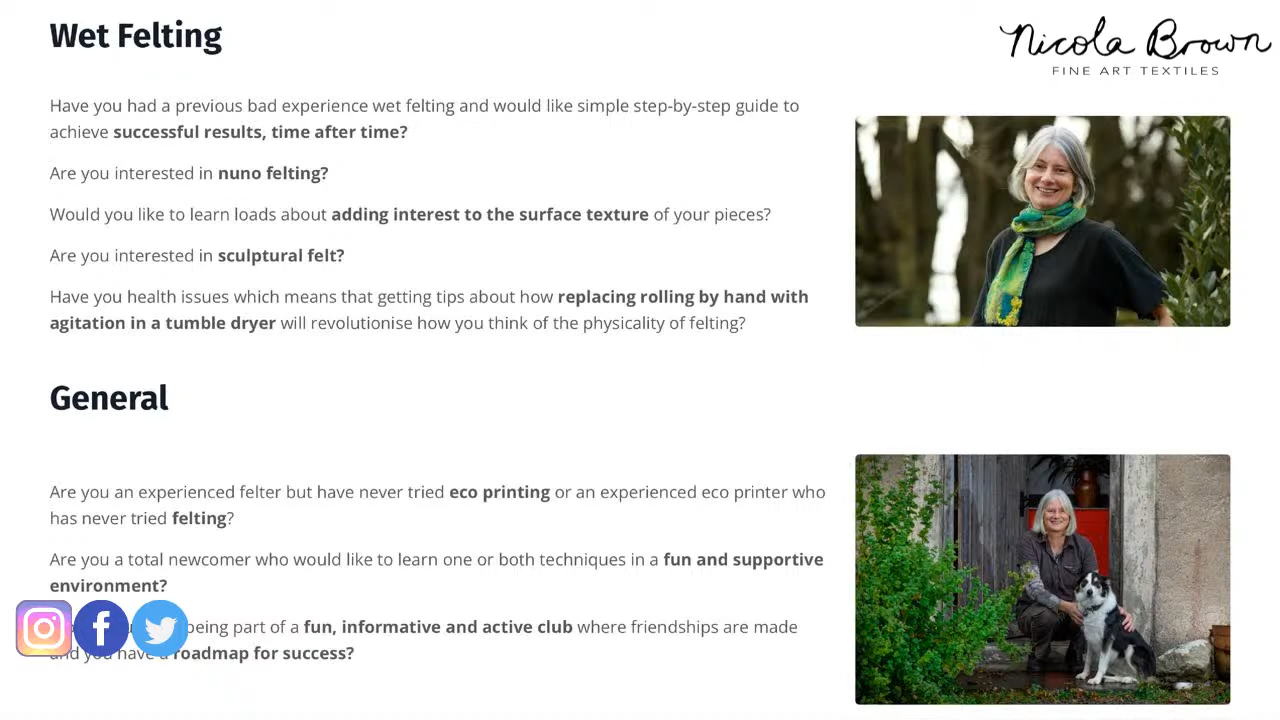 Wet Felting
Nicola Brown
FINE ART TEXTILES
Have you had a previous bad experience wet felting and would like simple step-by-step guide to
achieve successful results, time after time?
Are you interested in nuno felting?
Would you like to learn loads about adding interest to the surface texture of your pieces?
Are you interested in sculptural felt?
Have you health issues which means that getting tips about how replacing rolling by hand with
agitation in a tumble dryer will revolutionise how you think of the physicality of felting?
General
Are you an experienced felter but have never tried eco printing or an experienced eco printer who
has never tried felting?
Are you a total newcomer who would like to learn one or both techniques in a fun and supportive
environment?
being part of a fun, informative and active club where friendships are made
and you have a roadmap for success?